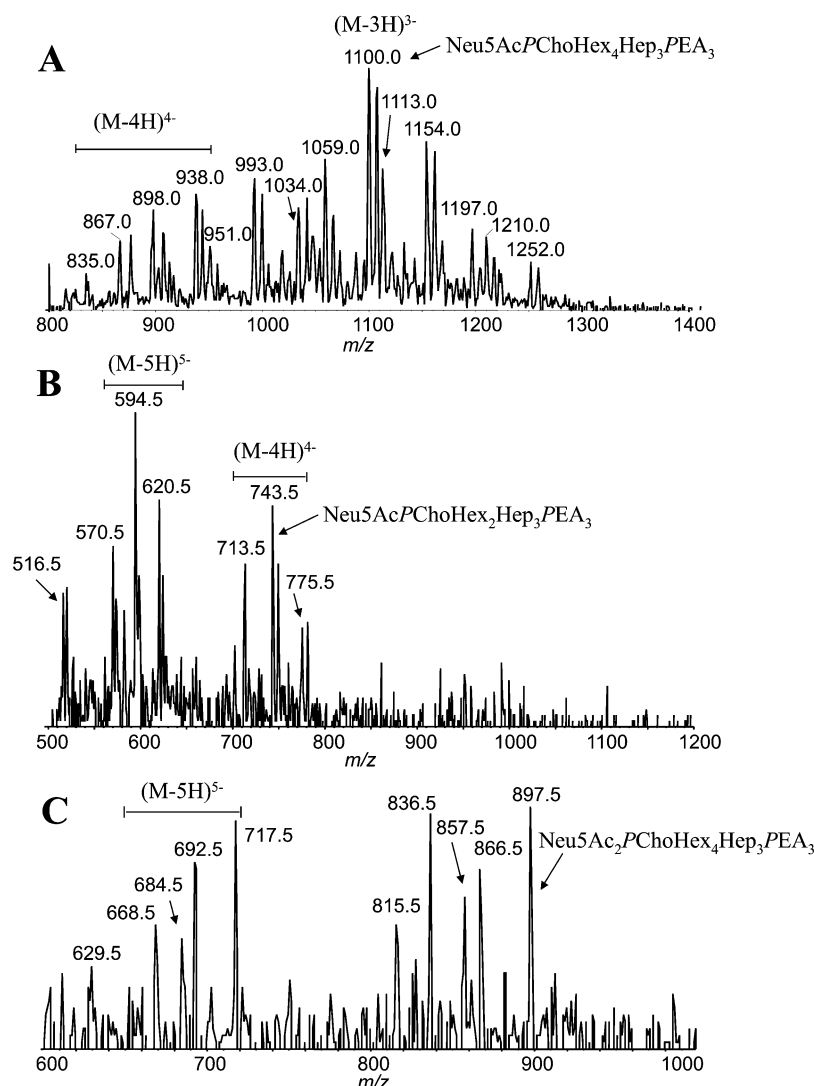 A
(M-3H)3-
Neu5AcPChoHex4Hep3PEA3
1100.0
(M-4H)4-
1113.0
1059.0
1154.0
993.0
1034.0
938.0
898.0
867.0
951.0
835.0
1197.0
1210.0
1252.0
800 900 1000 1100 1200 1300 1400
m/z
B
(M-5H)5-
594.5
(M-4H)4-
620.5
743.5
Neu5AcPChoHex2Hep3PEA3
570.5
713.5
516.5
775.5
500 600 700 800 900 1000 1100 1200
m/z
C
(M-5H)5-
836.5
897.5
717.5
857.5
Neu5Ac2PChoHex4Hep3PEA3
692.5
866.5
684.5
668.5
815.5
629.5
600 700 800 900 1000
m/z